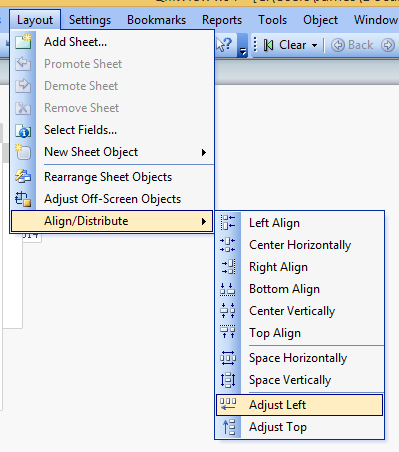 Layout Settings Bookmarks Reports Tools Object Window
Clear Back
Add Sheet...
Promote Sheet
Demote Sheet
Remove Sheet
Select Fields...
New Sheet Object
Rearrange Sheet Objects
Adjust Off-Screen Objects
Align/Distribute
Left Align
Center Horizontally
Right Align
Bottom Align
Center Vertically
Top Align
Space Horizontally
Space Vertically
Adjust Left
Adjust Top